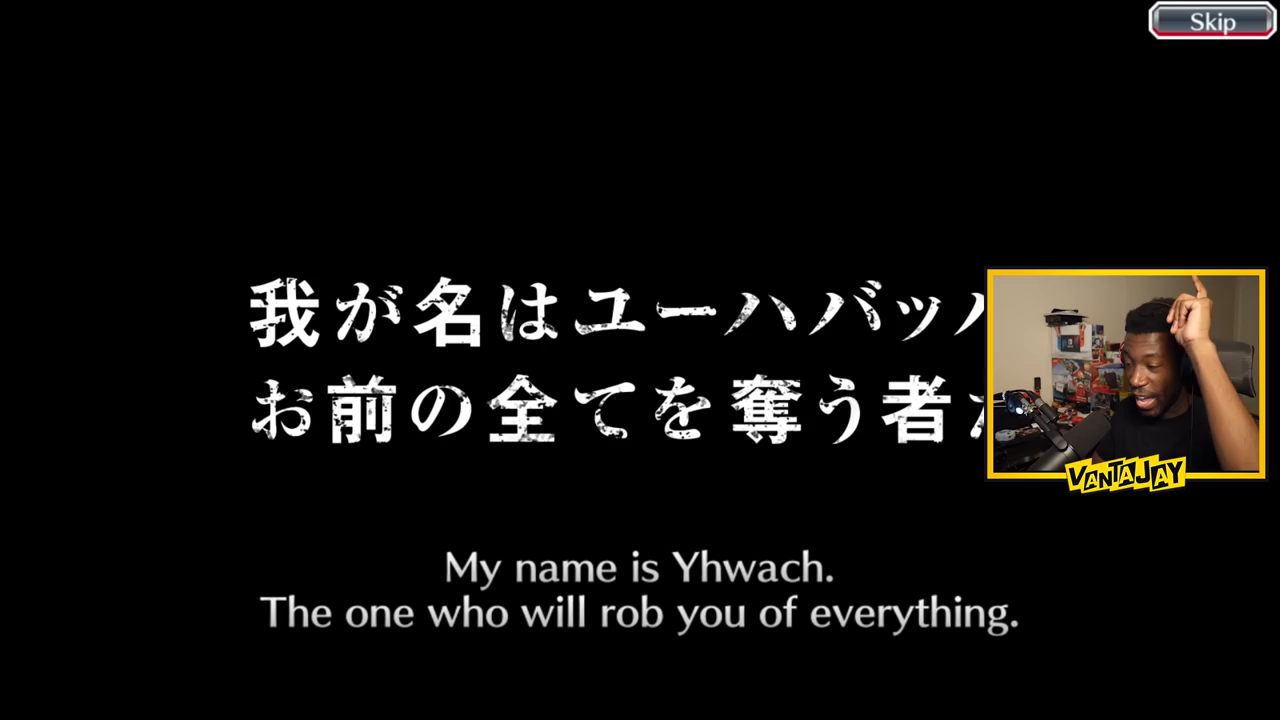 Skip
我が名はユーハバッハ
お前の全てを奪う者
VANTAJAY
My name is Yhwach.
The one who will rob you of everything.